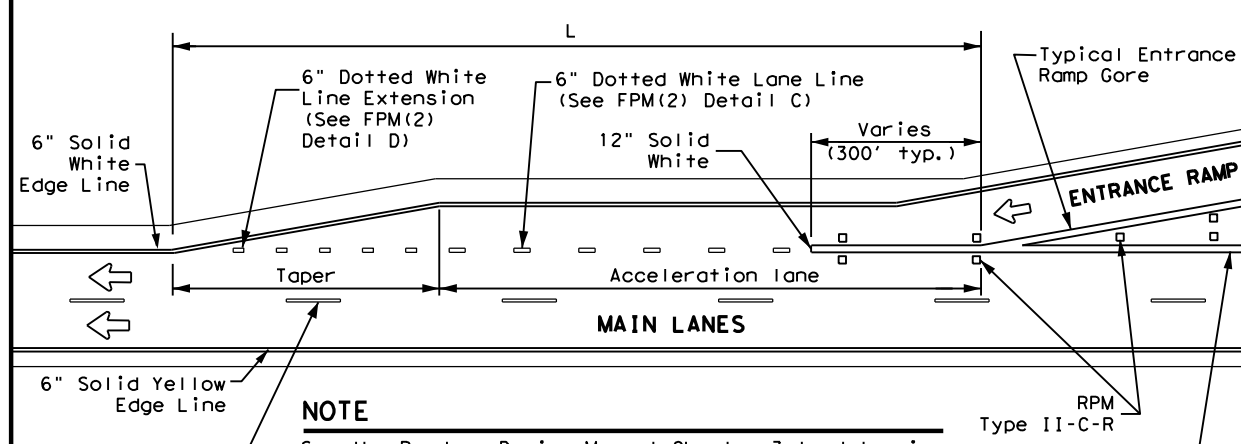 L
Typical Entrance
Ramp Gore
6" Dotted White
Line Extension
(See FPM(2)
Detail D)
6" Dotted White Lane Line
(See FPM(2) Detail C)
12" Solid
White
Varies
(300' typ.)
6" Solid
White
Edge Line
ENTRANCE RAMP
Taper
Acceleration lane
MAIN LANES
6" Solid Yellow
Edge Line
NOTE
RPM
Type II-C-R